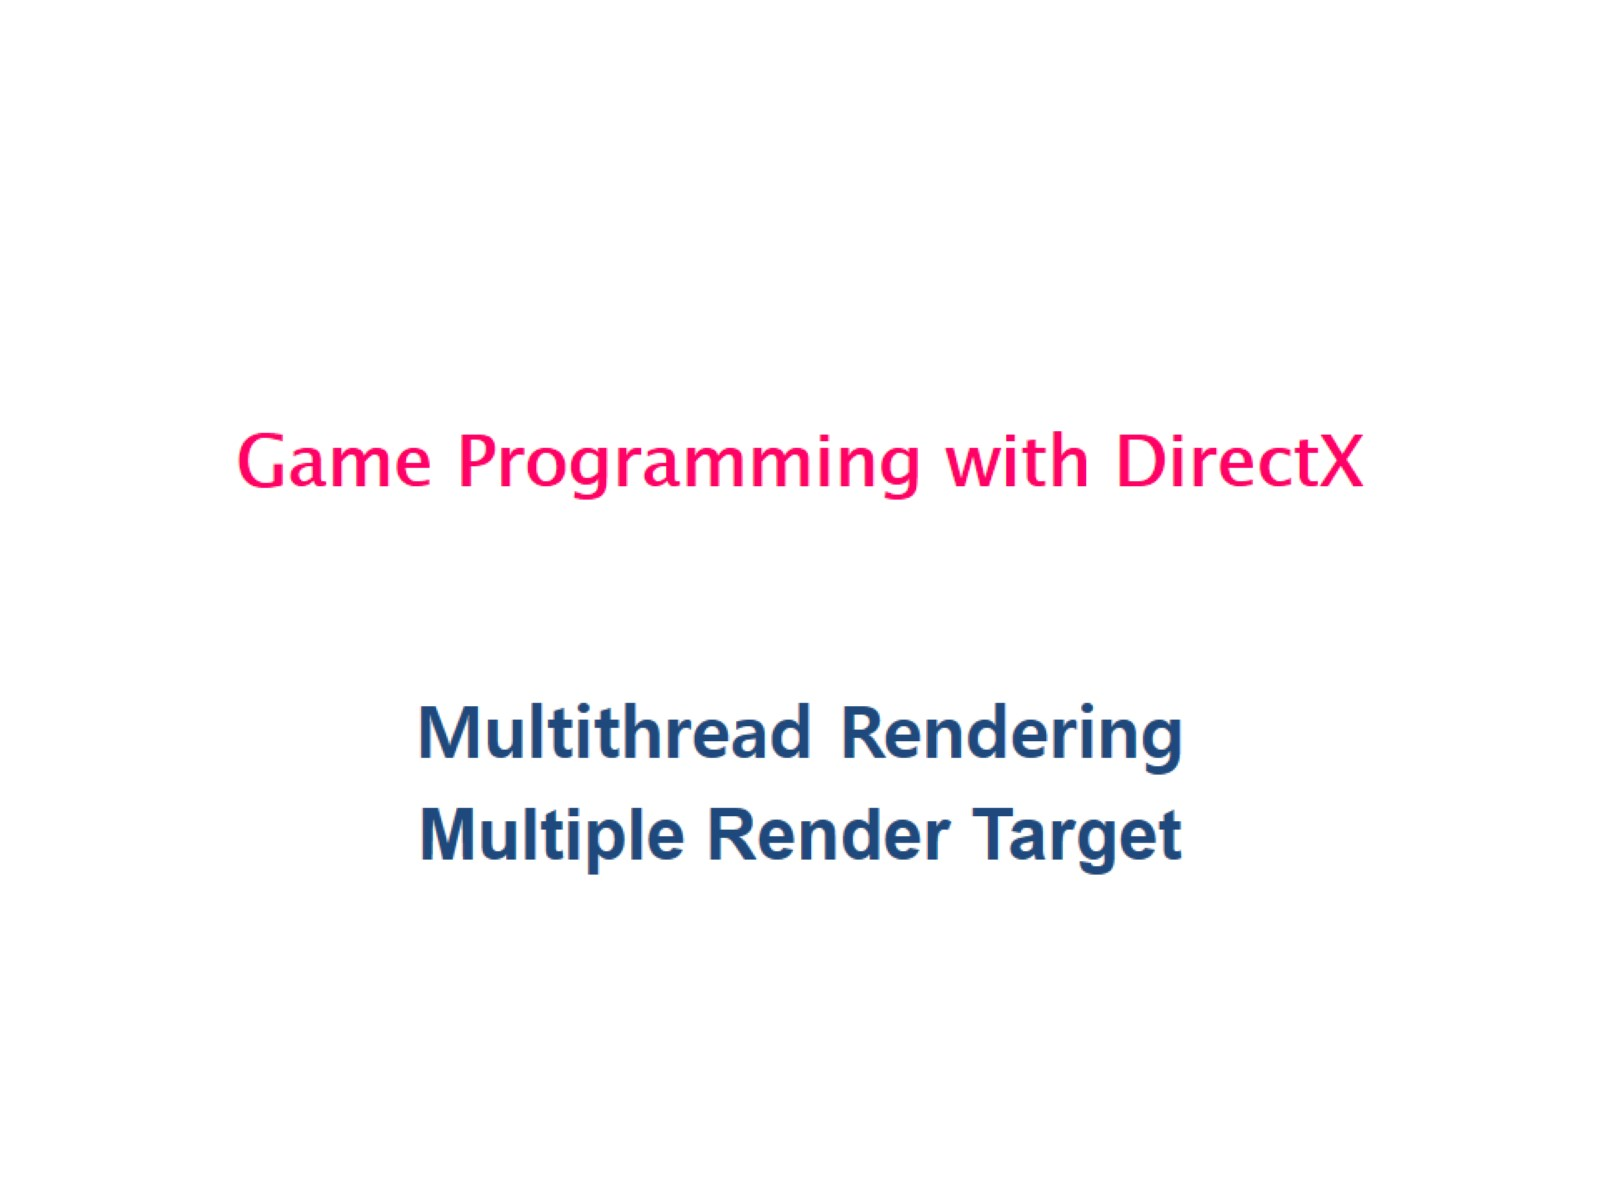 Game Programming with DirectX
Multithread Rendering
Multiple Render Target